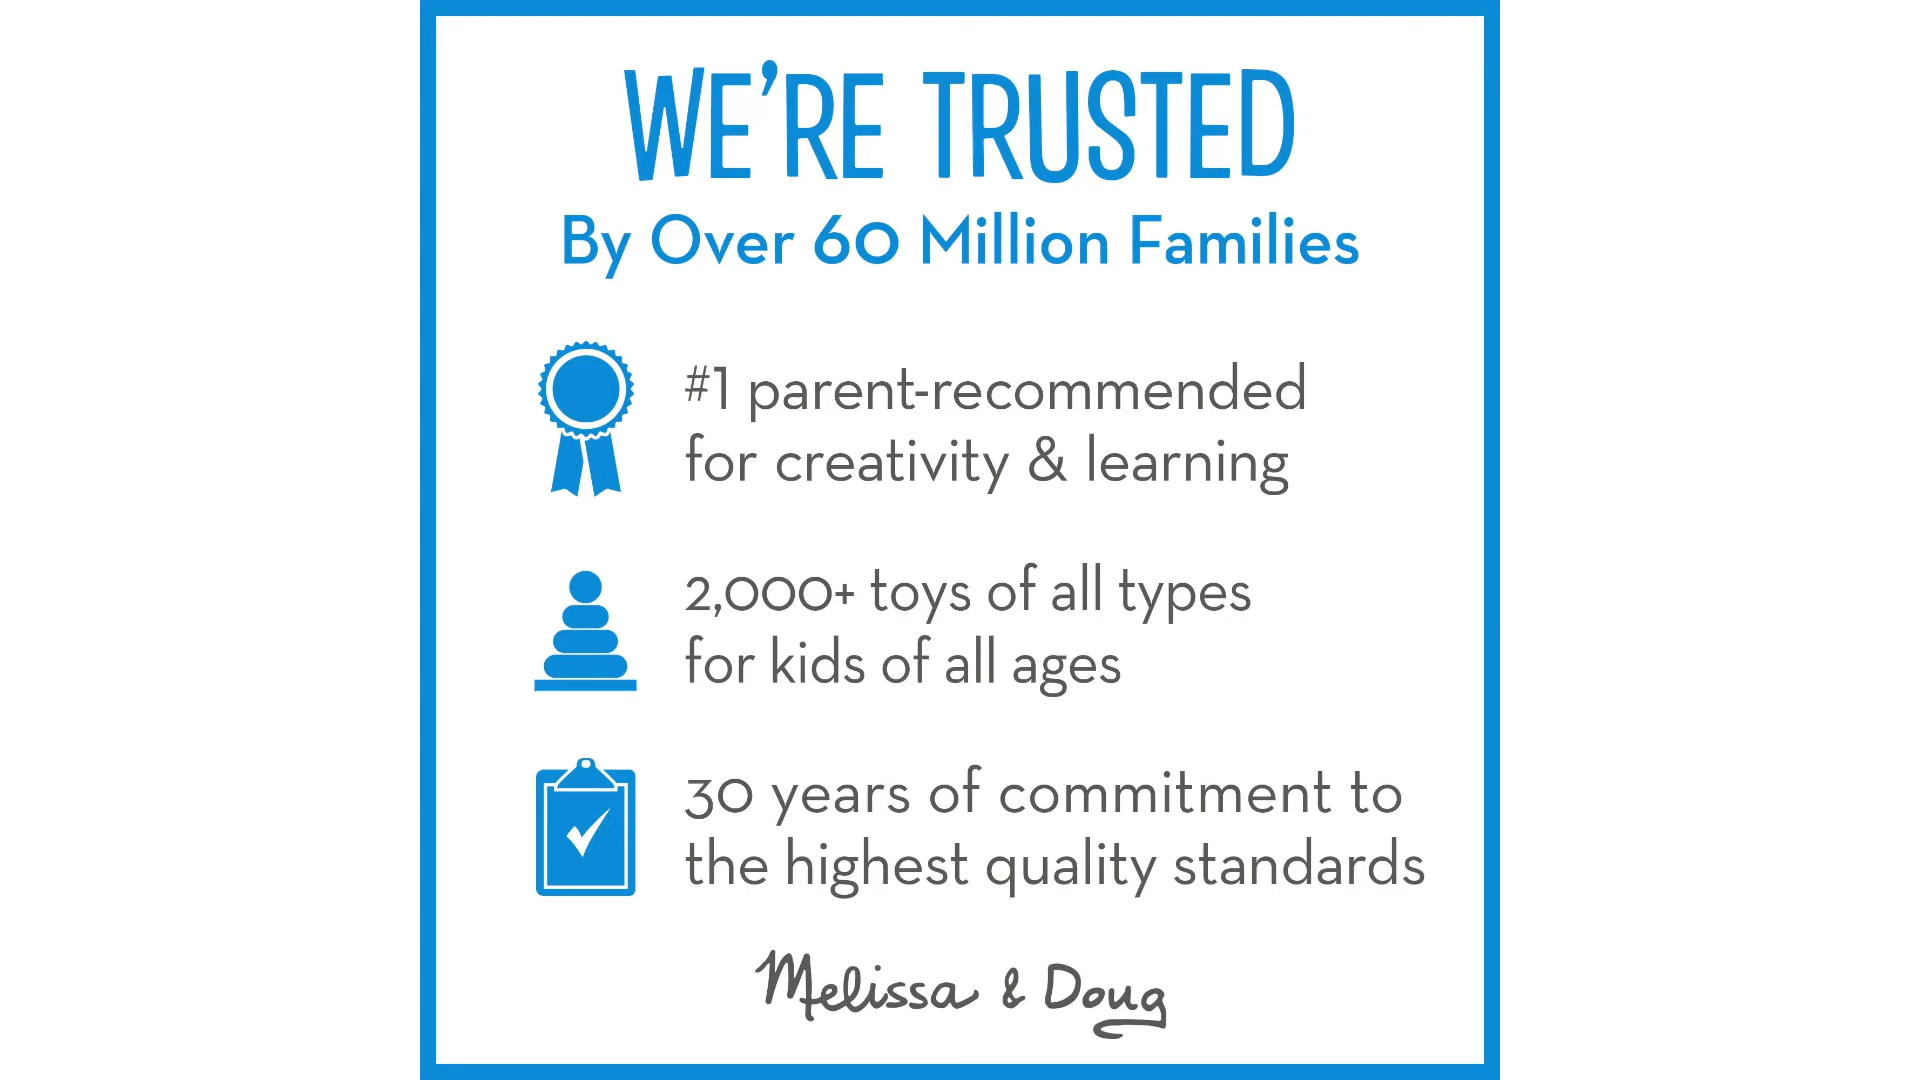 WE'RE TRUSTED
By Over 60 Million Families
#1 parent-recommended
for creativity & learning
2,000+ toys of all types
for kids of all ages
30 years of commitment to
the highest quality standards
Melissa & Doug